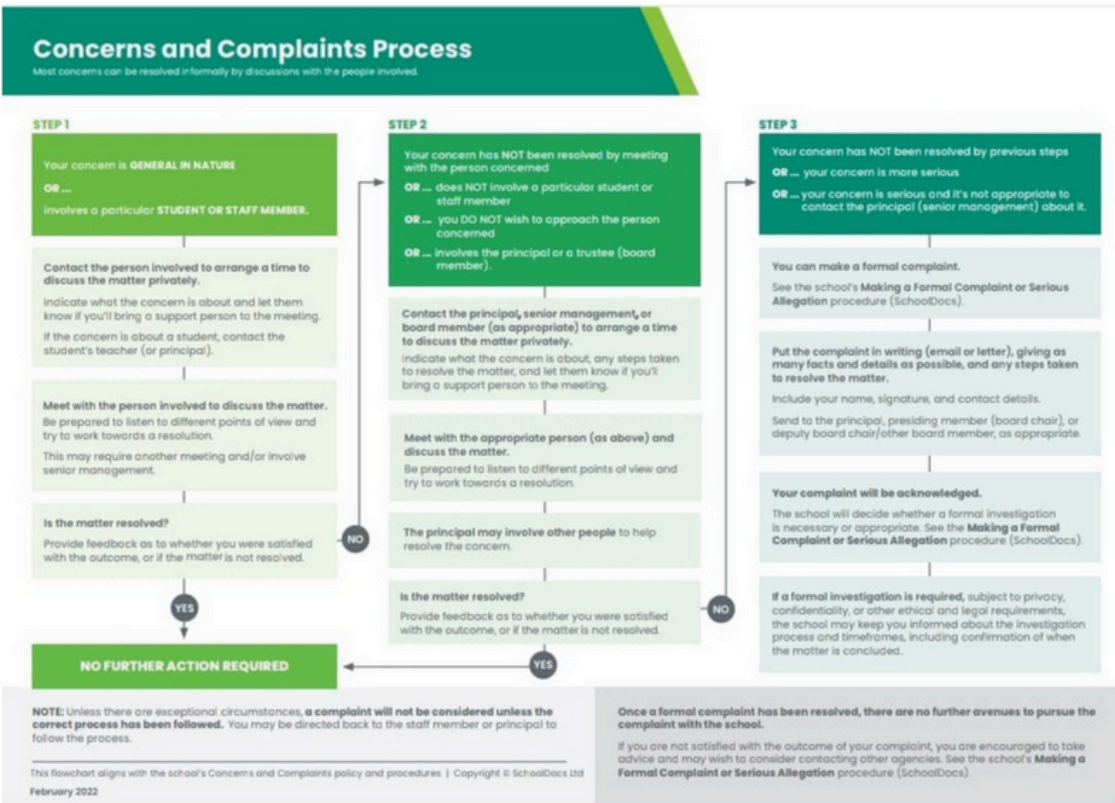 Concerns and Complaints Process
Most concerns can be resolved informally by discussions with the people involved.
STEP 1
Your concern is GENERAL IN NATURE
OR ...
involves a particular STUDENT OR STAFF MEMBER.
Contact the person involved to arrange a time to
discuss the matter privately.
Indicate what the concern is about and let them
know if you'll bring a support person to the meeting.
If the concern is about a student, contact the
student's teacher (or principal).
Meet with the person involved to discuss the matter.
Be prepared to listen to different points of view and
try to work towards a resolution.
This may require another meeting and/or involve
senior management.
Is the matter resolved?
Provide feedback as to whether you were satisfied
with the outcome, or if the matter is not resolved.
NO
YES
NO FURTHER ACTION REQUIRED
STEP 2
Your concern has NOT been resolved by meeting
with the person concerned
OR ... does NOT involve a particular student or
staff member
OR ... you DO NOT wish to approach the person
concerned
OR ... involves the principal or a trustee (board
member).
Contact the principal, senior management, or
board member (as appropriate) to arrange a time
to discuss the matter privately.
Indicate what the concern is about, any steps taken
to resolve the matter, and let them know if you'll
bring a support person to the meeting.
Meet with the appropriate person (as above) and
discuss the matter.
Be prepared to listen to different points of view and
try to work towards a resolution.
The principal may involve other people to help
resolve the concern.
Is the matter resolved?
Provide feedback as to whether you were satisfied
with the outcome, or if the matter is not resolved.
NO
YES
STEP 3
Your concern has NOT been resolved by previous steps
OR ... your concern is more serious
OR ... your concern is serious and it's not appropriate to
contact the principal (senior management) about it.
You can make a formal complaint.
See the school's Making a Formal Complaint or Serious
Allegation procedure (SchoolDocs).
Put the complaint in writing (email or letter), giving as
many facts and details as possible, and any steps taken
to resolve the matter.
Include your name, signature, and contact details.
Send to the principal, presiding member (board chair), or
deputy board chair/other board member, as appropriate.
Your complaint will be acknowledged.
The school will decide whether a formal investigation
is necessary or appropriate. See the Making a Formal
Complaint or Serious Allegation procedure (SchoolDocs).
If a formal investigation is required, subject to privacy,
confidentiality, or other ethical and legal requirements,
the school may keep you informed about the investigation
process and timeframes, including confirmation of when
the matter is concluded.
NOTE: Unless there are exceptional circumstances, a complaint will not be considered unless the
correct process has been followed. You may be directed back to the staff member or principal to
follow the process.
This flowchart aligns with the school's Concerns and Complaints policy and procedures | Copyright © SchoolDocs Ltd
February 2022
Once a formal complaint has been resolved, there are no further avenues to pursue the
complaint with the school.
If you are not satisfied with the outcome of your complaint, you are encouraged to take
advice and may wish to consider contacting other agencies. See the school's Making a
Formal Complaint or Serious Allegation procedure (SchoolDocs)